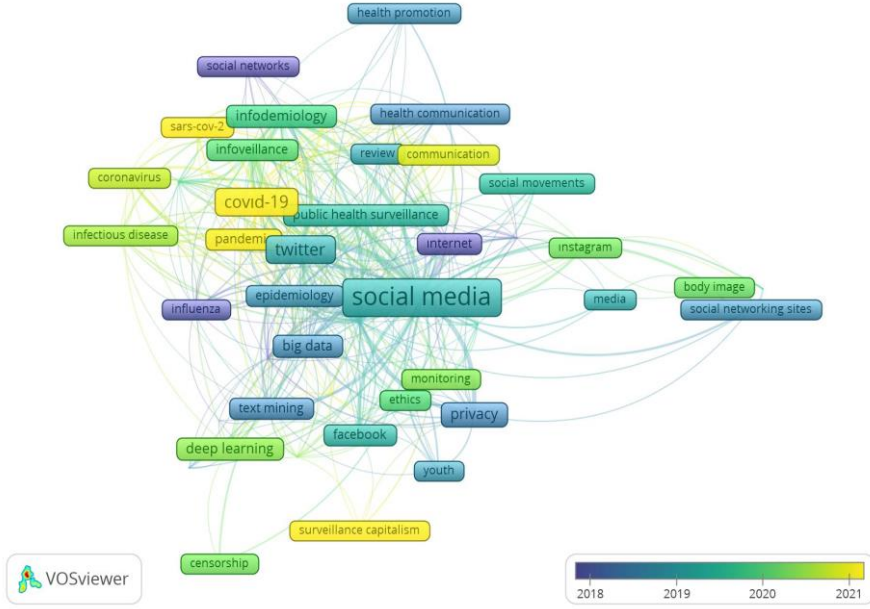 health promotion
social networks
infodemiology
health communication
sars-cov-2
infoveillance
review
communication
coronavirus
social movements
covid-19
public health surveillance
infectious disease
pandemi
twitter
internet
instagram
body image
epidemiology
social media
media
influenza
social networking sites
big data
monitoring
ethics
text mining
privacy
facebook
deep learning
youth
surveillance capitalism
censorship
VOSviewer
2018 2019 2020 2021